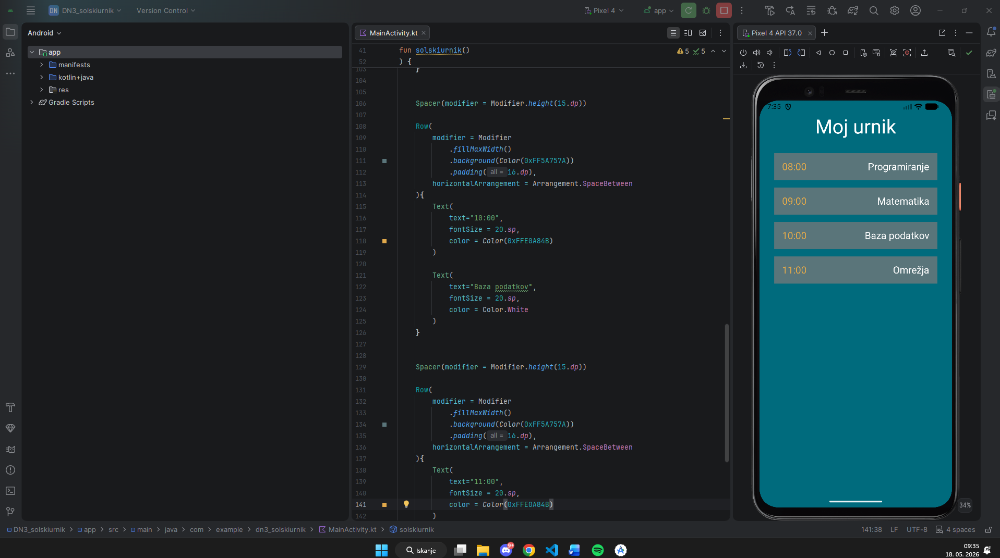 DN DN3_solskiurnik Version Control Pixel 4 app
Android
app
manifests
kotlin+java
res
Gradle Scripts
MainActivity.kt
41 fun solskiurnik()
52 ) {
5 5
103 }
104
105
106 Spacer(modifier = Modifier.height(15.dp))
107
108 Row(
109 modifier = Modifier
110 .fillMaxWidth()
111 .background(Color(0xFF5A757A))
112 .padding( all = 16.dp),
113 horizontalArrangement = Arrangement.SpaceBetween
114 ){
115 Text(
116 text="10:00",
117 fontSize = 20.sp,
118 color = Color(0xFFE0A84B)
119 )
120
121 Text(
122 text="Baza podatkov",
123 fontSize = 20.sp,
124 color = Color.White
125 )
126 }
127
128
129 Spacer(modifier = Modifier.height(15.dp))
130
131 Row(
132 modifier = Modifier
133 .fillMaxWidth()
134 .background(Color(0xFF5A757A))
135 .padding( all = 16.dp),
136 horizontalArrangement = Arrangement.SpaceBetween
137 ){
138 Text(
139 text="11:00",
140 fontSize = 20.sp,
141 color = Color(0xFFE0A84B)
142 )
Pixel 4 API 37.0
7:35
Moj urnik
08:00 Programiranje
09:00 Matematika
10:00 Baza podatkov
11:00 Omrežja
34%
DN3_solskiurnik app src main java com example dn3_solskiurnik MainActivity.kt solskiurnik
141:38 LF UTF-8 4 spaces
Iskanje
9+
09:35
18. 05. 2026